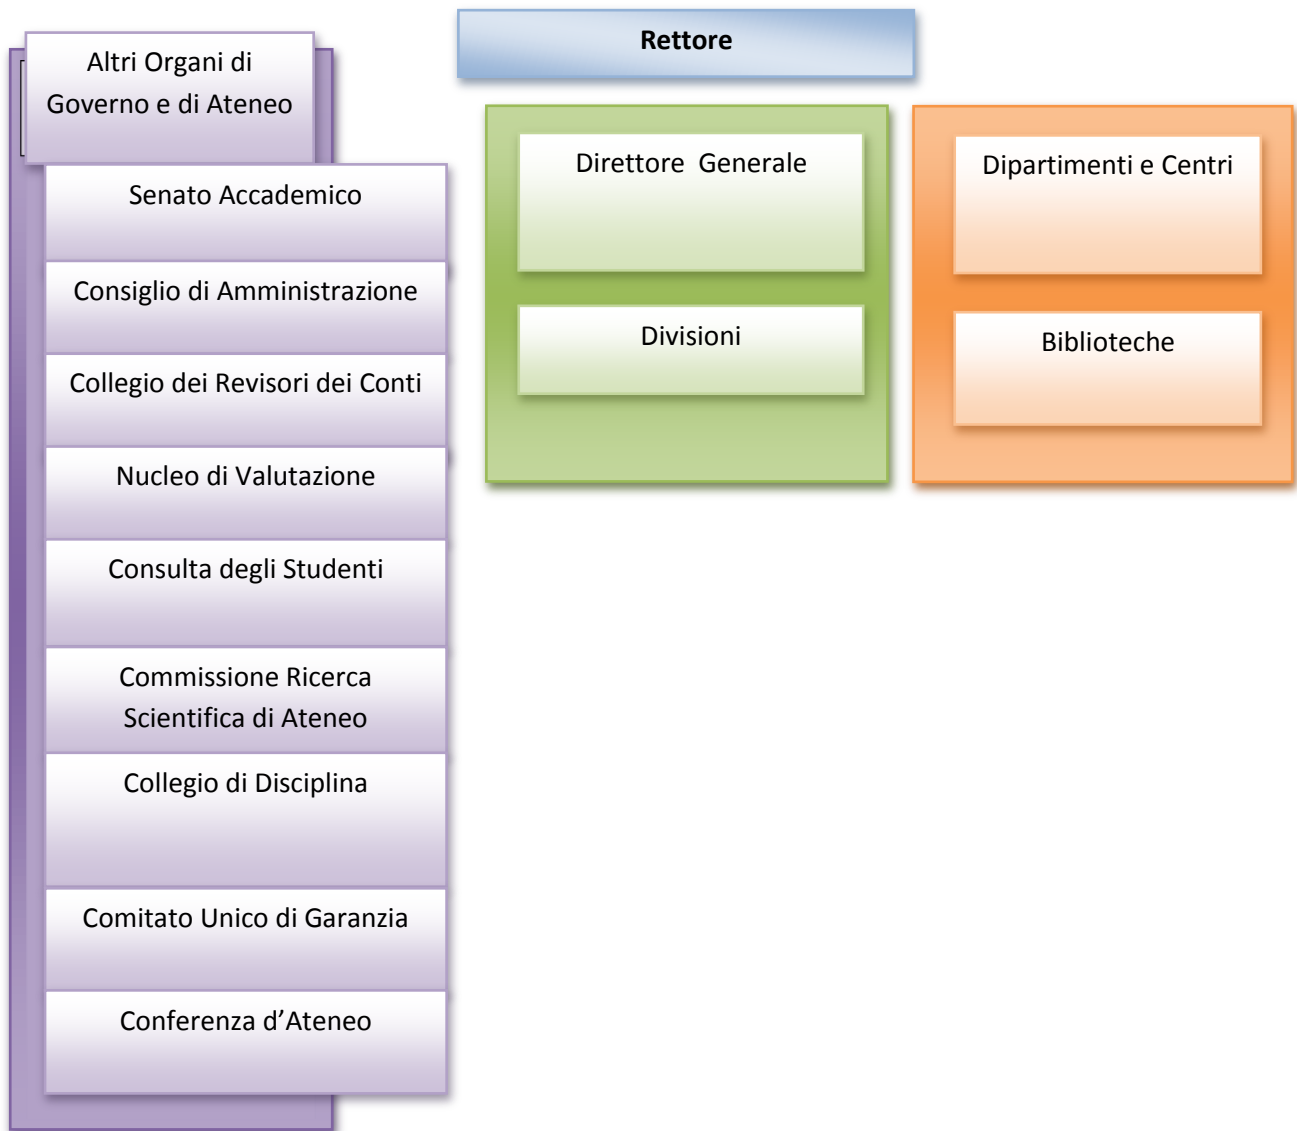 Rettore
Altri Organi di
Governo e di Ateneo
Senato Accademico
Consiglio di Amministrazione
Collegio dei Revisori dei Conti
Nucleo di Valutazione
Consulta degli Studenti
Commissione Ricerca
Scientifica di Ateneo
Collegio di Disciplina
Comitato Unico di Garanzia
Conferenza d’Ateneo
Direttore  Generale
Divisioni
Dipartimenti e Centri
Biblioteche